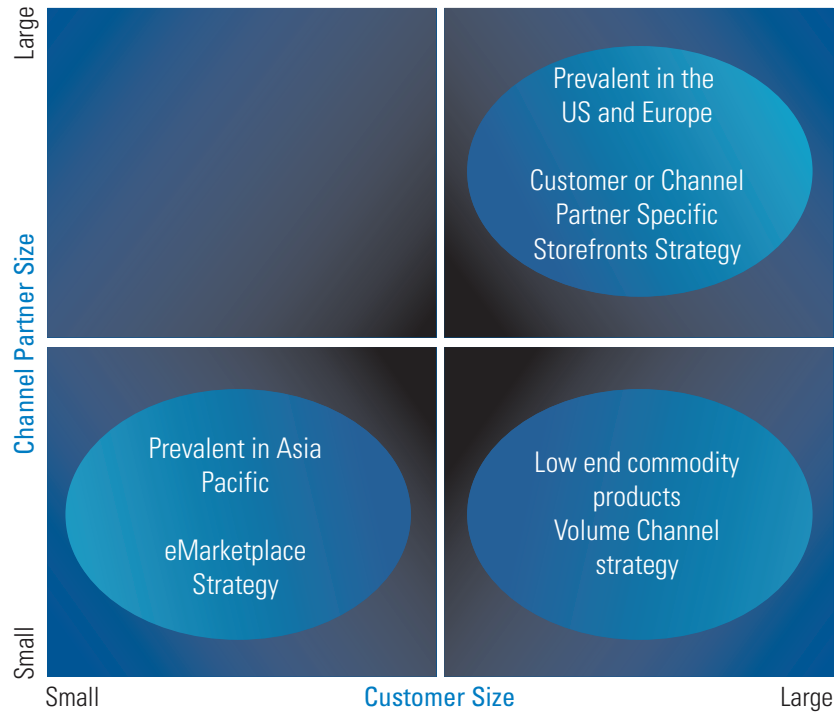 Large
Prevalent in the
US and Europe
Customer or Channel
Partner Specific
Storefronts Strategy
Channel Partner Size
Prevalent in Asia
Pacific
eMarketplace
Strategy
Low end commodity
products
Volume Channel
strategy
Small
Small
Customer Size
Large